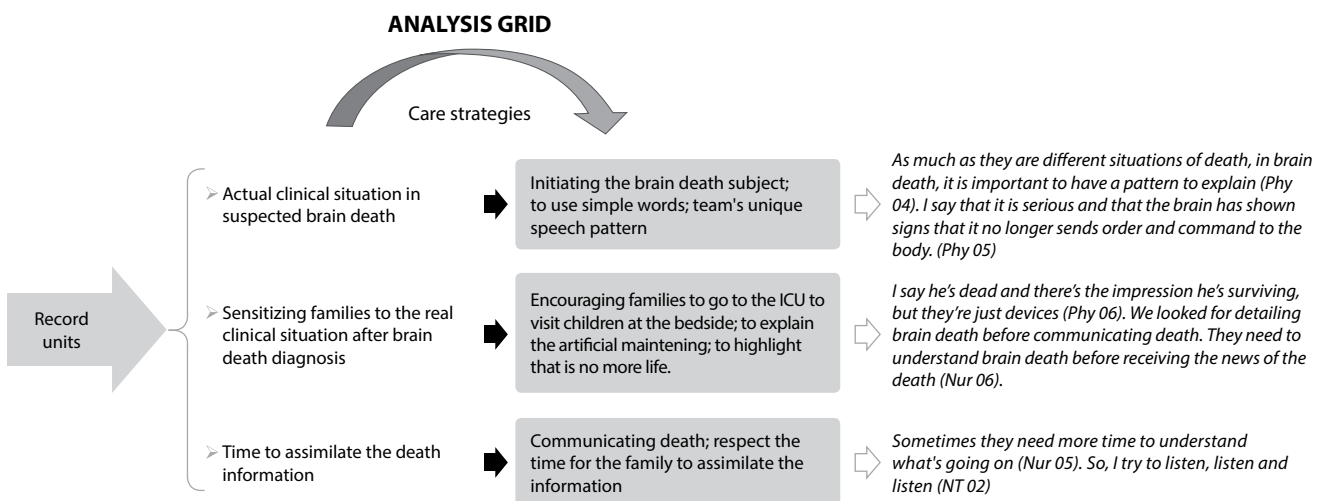 ANALYSIS GRID
Care strategies
Record
units
Actual clinical situation in
suspected brain death
Initiating the brain death subject;
to use simple words; team's unique
speech pattern
As much as they are different situations of death, in brain
death, it is important to have a pattern to explain (Phy
04). I say that it is serious and that the brain has shown
signs that it no longer sends order and command to the
body. (Phy 05)
Sensitizing families to the real
clinical situation after brain
death diagnosis
Encouraging families to go to the ICU to
visit children at the bedside; to explain
the artificial maintening; to highlight
that is no more life.
I say he’s dead and there’s the impression he’s surviving,
but they’re just devices (Phy 06). We looked for detailing
brain death before communicating death. They need to
understand brain death before receiving the news of the
death (Nur 06).
Time to assimilate the death
information
Communicating death; respect the
time for the family to assimilate the
information
Sometimes they need more time to understand
what's going on (Nur 05). So, I try to listen, listen and
listen (NT 02)